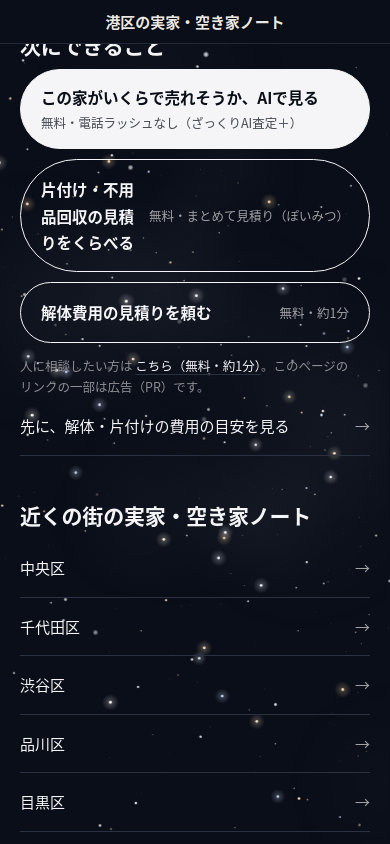 港区の実家・空き家ノート
次にできること
この家がいくらで売れそうか、AIで見る
無料・電話ラッシュなし（ざっくりAI査定＋）
片付け・不用
品回収の見積
りをくらべる
無料・まとめて見積り（ぽいみつ）
解体費用の見積りを頼む
無料・約1分
人に相談したい方はこちら（無料・約1分）。このページの
リンクの一部は広告（PR）です。
先に、解体・片付けの費用の目安を見る →
近くの街の実家・空き家ノート
中央区 →
千代田区 →
渋谷区 →
品川区 →
目黒区 →